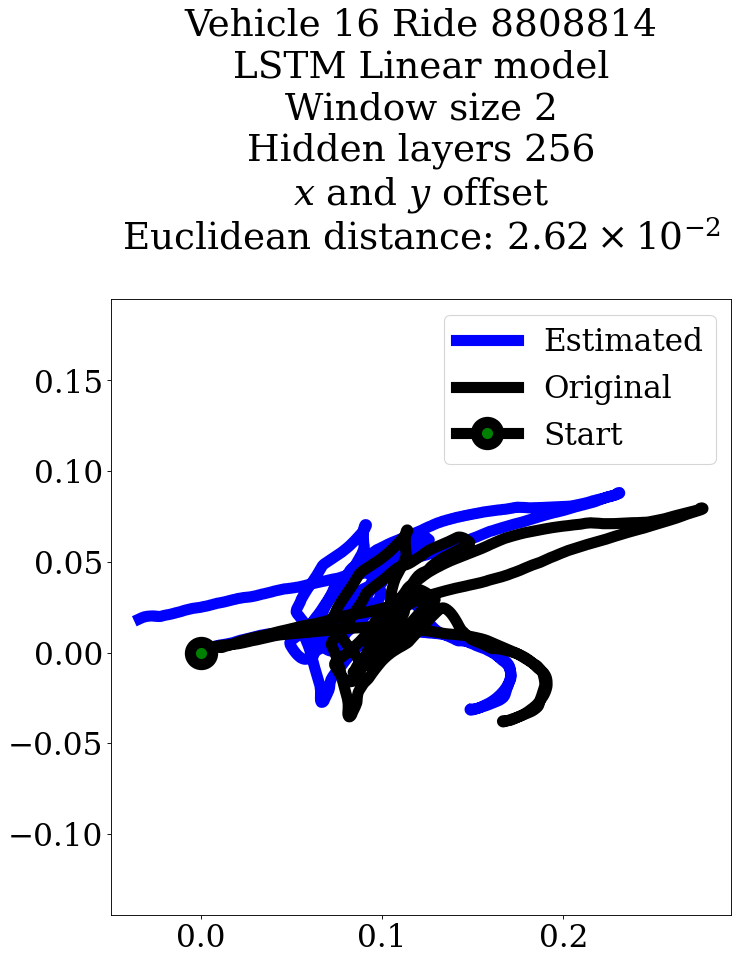 Vehicle 16 Ride 8808814
LSTM Linear model
Window size 2
Hidden layers 256
x and y offset
Euclidean distance: 2.62 × 10⁻²
Estimated
Original
Start
0.15
0.10
0.05
0.00
−0.05
−0.10
0.0 0.1 0.2